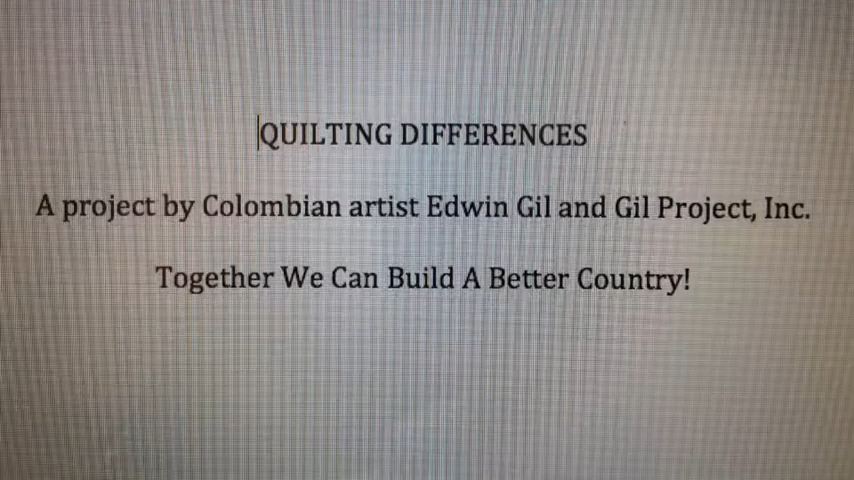 QUILTING DIFFERENCES
A project by Colombian artist Edwin Gil and Gil Project, Inc.
Together We Can Build A Better Country!